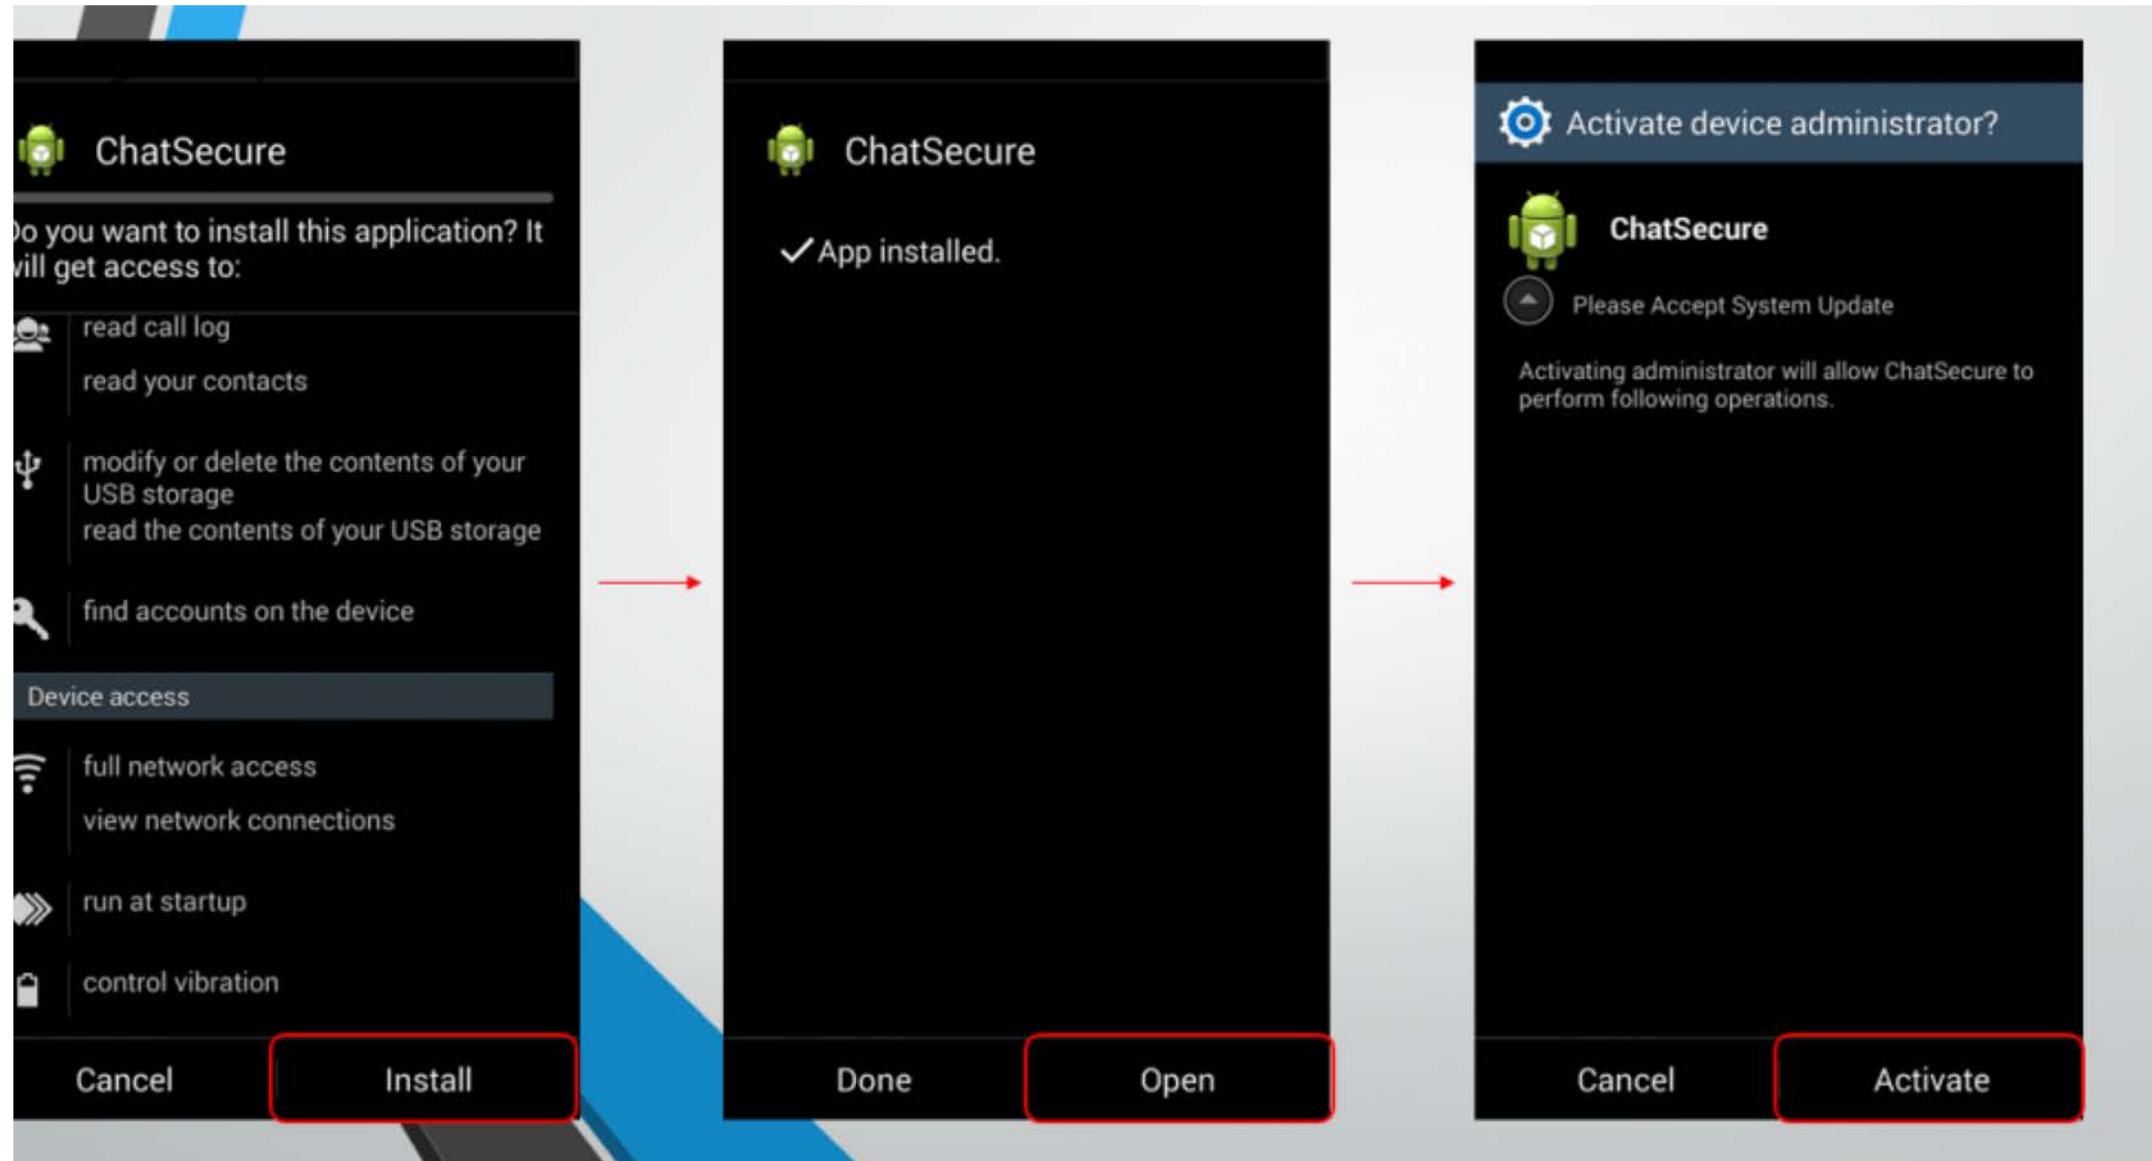 ChatSecure
Do you want to install this application? It
will get access to:
read call log
read your contacts
modify or delete the contents of your
USB storage
read the contents of your USB storage
find accounts on the device
Device access
full network access
view network connections
run at startup
control vibration
Cancel
Install
ChatSecure
App installed.
Done
Open
Activate device administrator?
ChatSecure
Please Accept System Update
Activating administrator will allow ChatSecure to
perform following operations.
Cancel
Activate